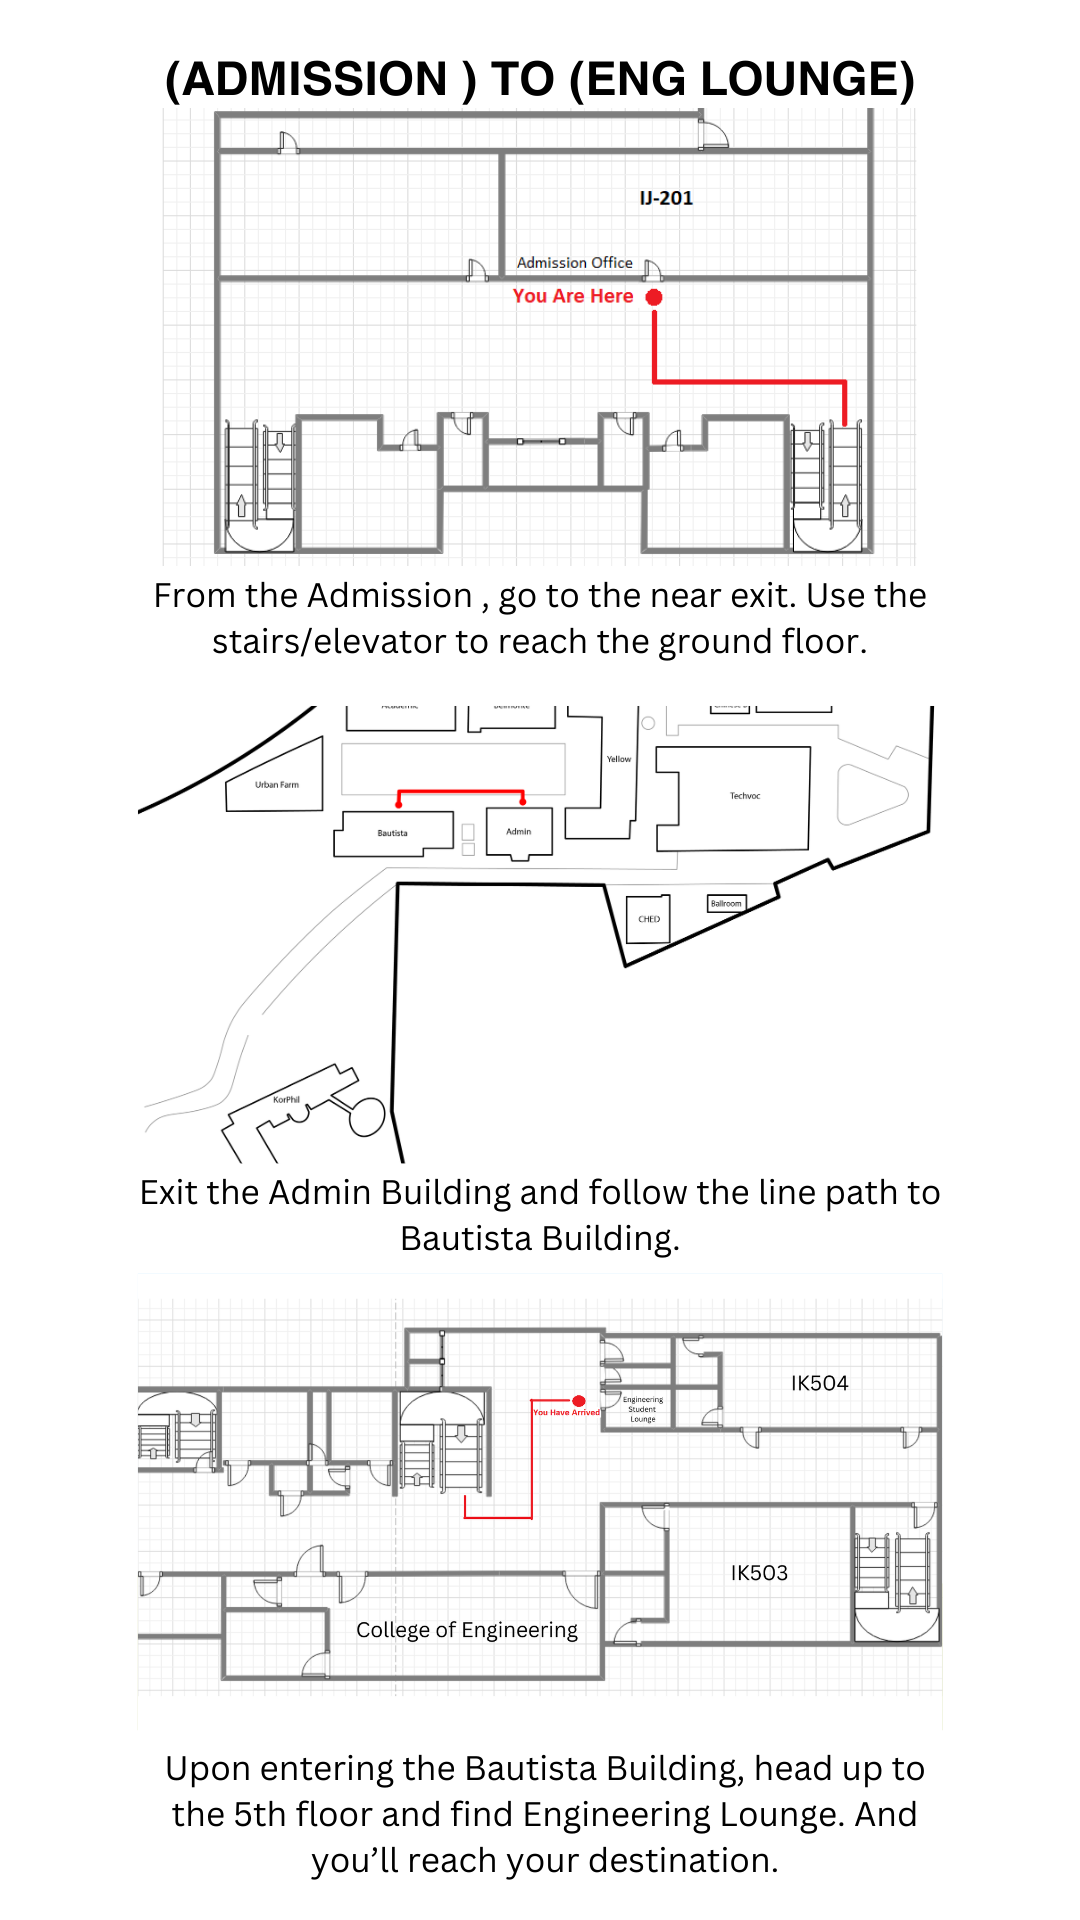 (ADMISSION ) TO (ENG LOUNGE)
IJ-201
Admission Office
You Are Here
From the Admission , go to the near exit. Use the
stairs/elevator to reach the ground floor.
Urban Farm
Yellow
Techvoc
Bautista
Admin
CHED
Ballroom
KorPhil
Exit the Admin Building and follow the line path to
Bautista Building.
IK504
Engineering
Student
Lounge
You Have Arrived
IK503
College of Engineering
Upon entering the Bautista Building, head up to
the 5th floor and find Engineering Lounge. And
you’ll reach your destination.